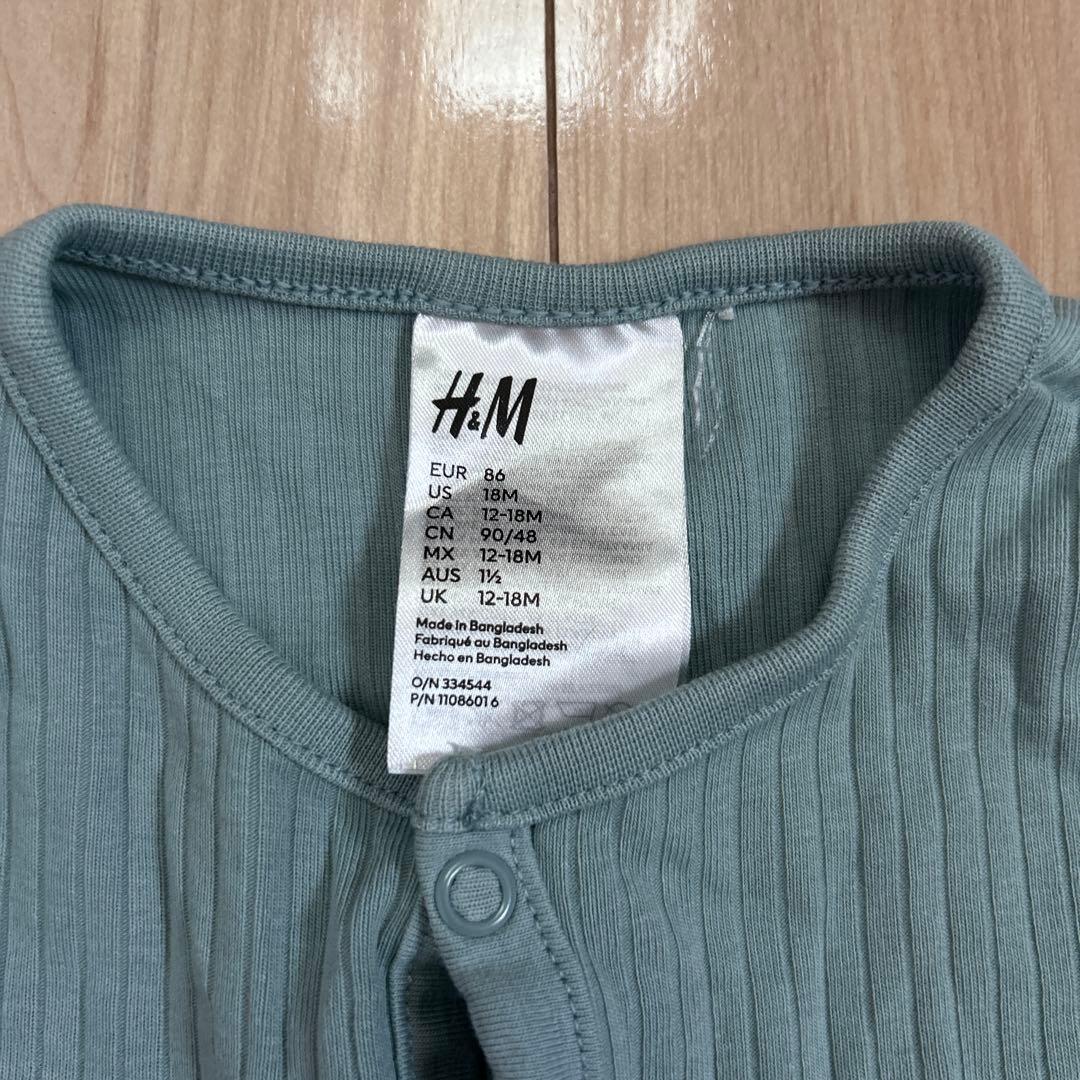 H&M
EUR 86
US 18M
CA 12-18M
CN 90/48
MX 12-18M
AUS 1½
UK 12-18M
Made in Bangladesh
Fabriqué au Bangladesh
Hecho en Bangladesh
O/N 334544
P/N 11086016